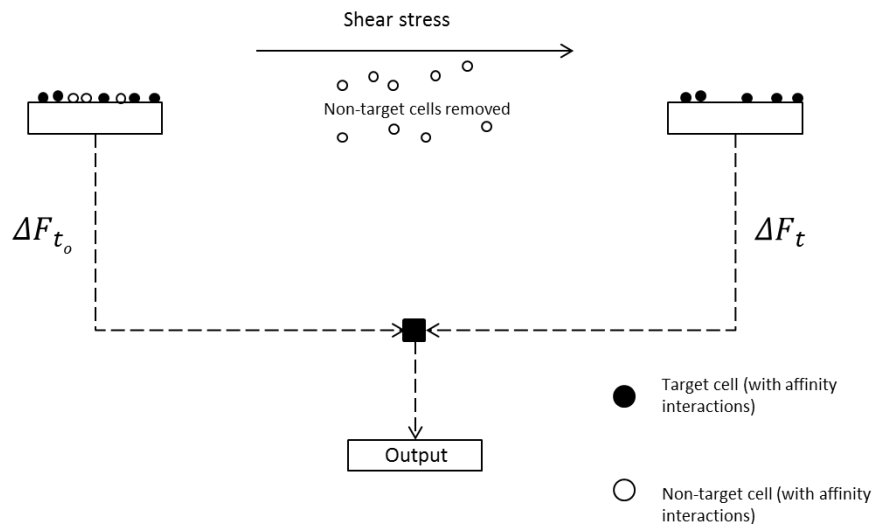 Shear stress
Non-target cells removed
ΔF_{t_o}
ΔF_t
Output
Target cell (with affinity
interactions)
Non-target cell (with affinity
interactions)